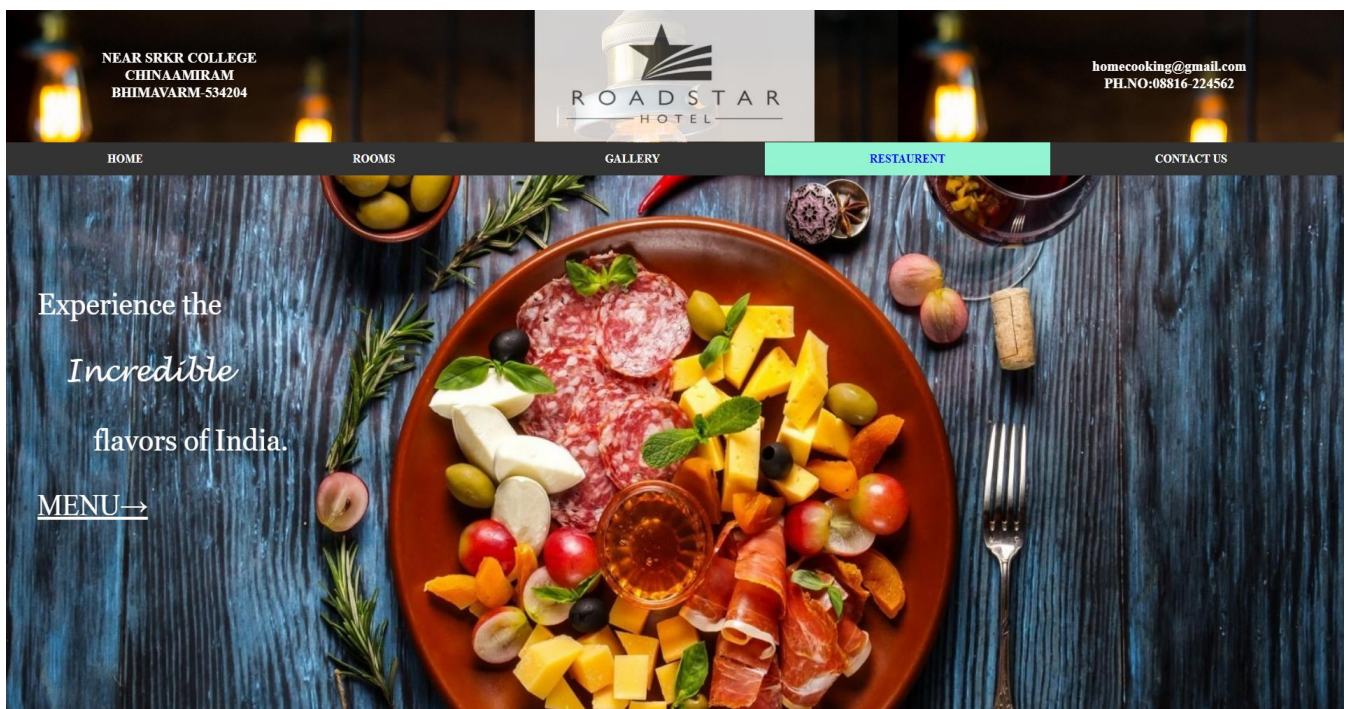 NEAR SRKR COLLEGE
CHINAAMIRAM
BHIMAVARM-534204
ROADSTAR
HOTEL
homecooking@gmail.com
PH.NO:08816-224562
HOME
ROOMS
GALLERY
RESTAURENT
CONTACT US
Experience the
Incredible
flavors of India.
MENU→